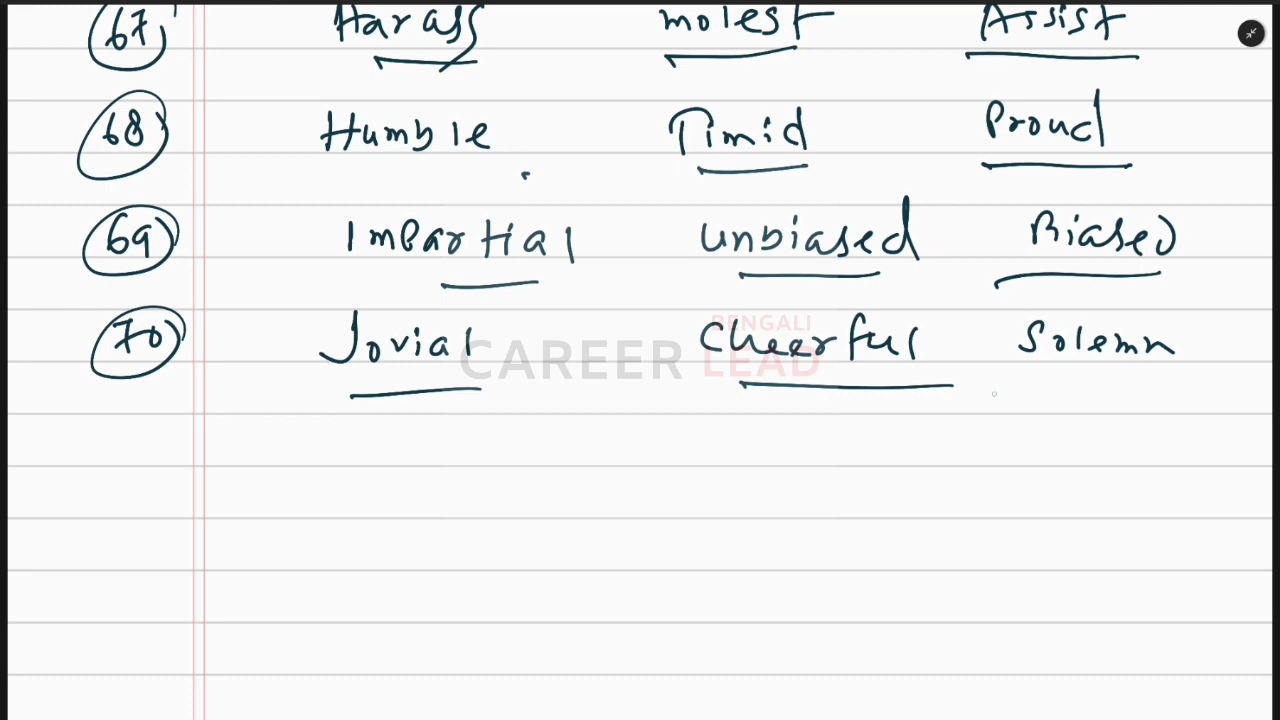 67) Harass molest Assist
68) Humble Timid Proud
69) Impartial unbiased Biased
70) Jovial Cheerful Solemn
BENGALI
CAREER LEAD